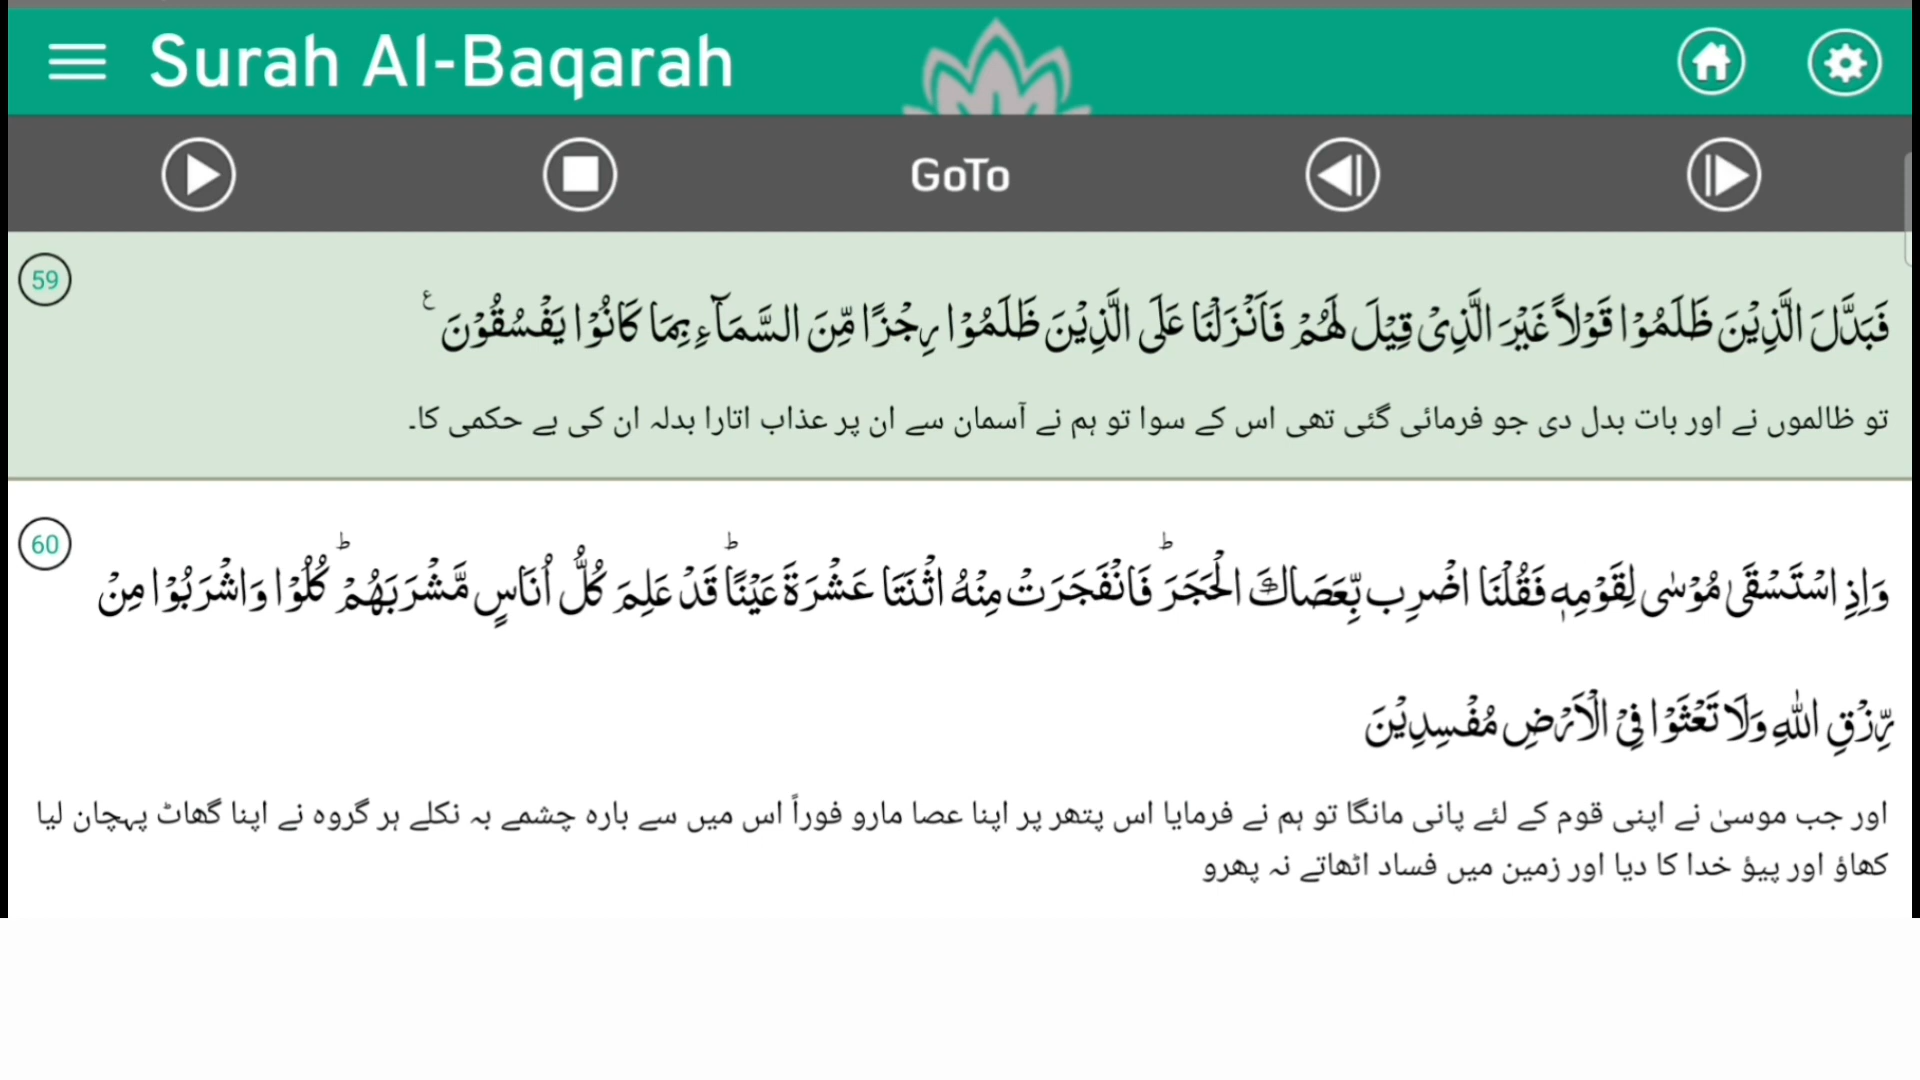 Surah Al-Baqarah
GoTo
59
فَبَدَّلَ الَّذِيْنَ ظَلَمُوْا قَوْلاً غَيْرَ الَّذِىْ قِيْلَ لَهُمْ فَاَنْزَلْنَا عَلَى الَّذِيْنَ ظَلَمُوْا رِجْزًا مِّنَ السَّمَآءِ بِمَا كَانُوْا يَفْسُقُوْنَ ۧ
تو ظالموں نے اور بات بدل دی جو فرمائی گئی تھی اس کے سوا تو ہم نے آسمان سے ان پر عذاب اتارا بدلہ ان کی بے حکمی کا۔
60
وَاِذِ اسْتَسْقَىٰ مُوْسٰى لِقَوْمِهٖ فَقُلْنَا اضْرِب بِّعَصَاكَ الْحَجَرَ ؕ فَانْفَجَرَتْ مِنْهُ اثْنَتَا عَشْرَةَ عَيْنًا ؕ قَدْ عَلِمَ كُلُّ اُنَاسٍ مَّشْرَبَهُمْ ؕ كُلُوْا وَاشْرَبُوْا مِنْ
رِّزْقِ اللّٰهِ وَلَا تَعْثَوْا فِىْ الْاَرْضِ مُفْسِدِيْنَ
اور جب موسیٰ نے اپنی قوم کے لئے پانی مانگا تو ہم نے فرمایا اس پتھر پر اپنا عصا مارو فوراً اس میں سے بارہ چشمے بہ نکلے ہر گروہ نے اپنا گھاٹ پہچان لیا
کھاؤ اور پیؤ خدا کا دیا اور زمین میں فساد اٹھاتے نہ پھرو